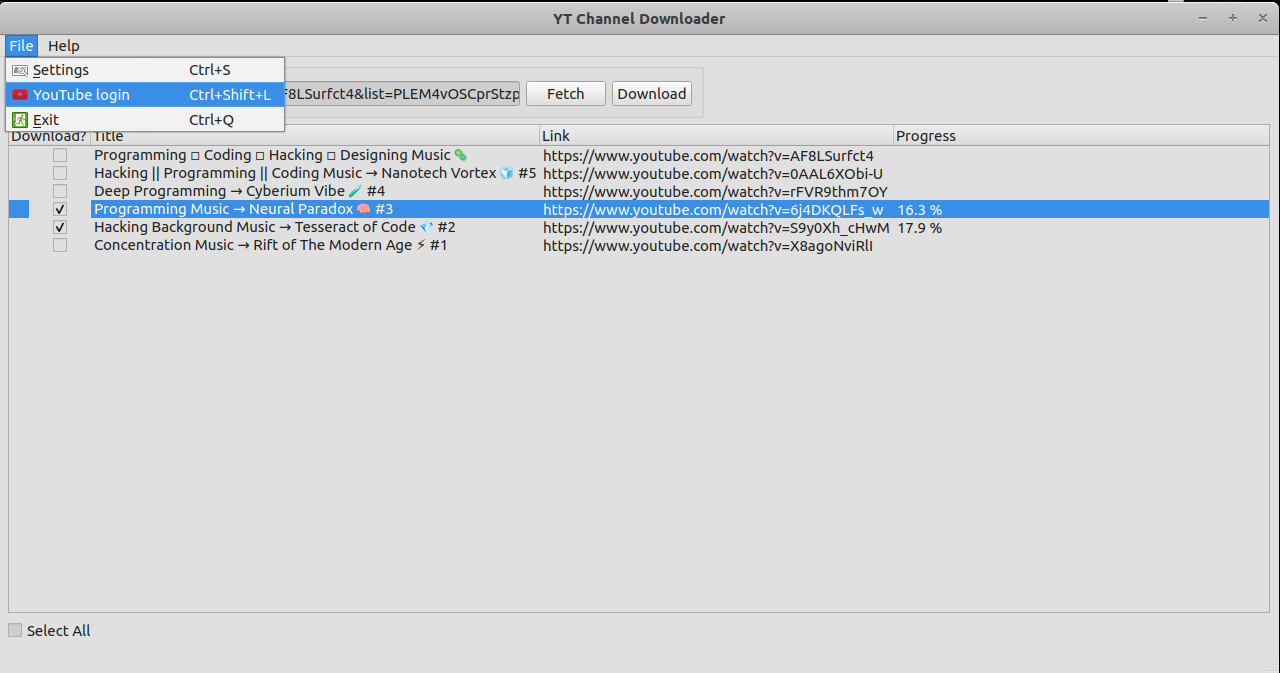 YT Channel Downloader
File Help
Settings Ctrl+S
YouTube login Ctrl+Shift+L
F8LSurfct4&list=PLEM4vOSCprStzp Fetch Download
Exit Ctrl+Q
Download? Title Link Progress
Programming □ Coding □ Hacking □ Designing Music 🦠 https://www.youtube.com/watch?v=AF8LSurfct4
Hacking || Programming || Coding Music → Nanotech Vortex 🧊 #5 https://www.youtube.com/watch?v=0AAL6XObi-U
Deep Programming → Cyberium Vibe 🧪 #4 https://www.youtube.com/watch?v=rFVR9thm7OY
Programming Music → Neural Paradox 🧠 #3 https://www.youtube.com/watch?v=6j4DKQLFs_w 16.3 %
Hacking Background Music → Tesseract of Code 💎 #2 https://www.youtube.com/watch?v=S9y0Xh_cHwM 17.9 %
Concentration Music → Rift of The Modern Age ⚡ #1 https://www.youtube.com/watch?v=X8agoNviRlI
Select All